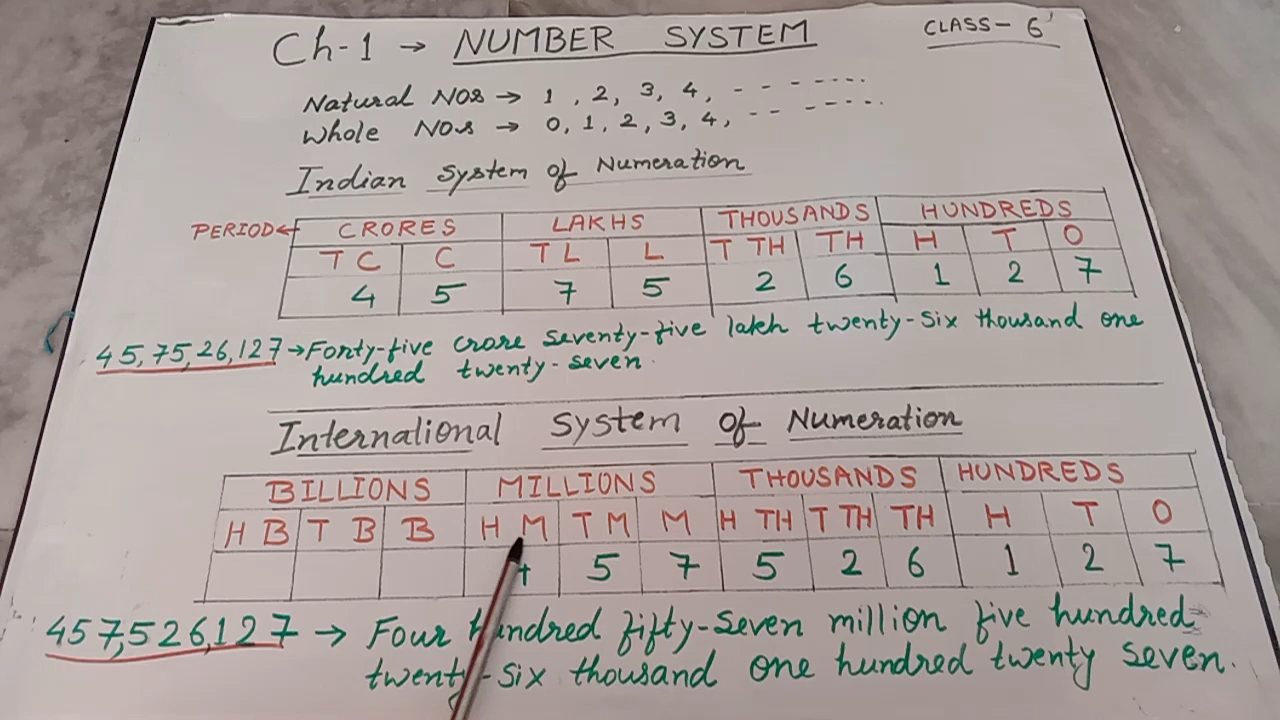 Ch-1 → NUMBER SYSTEM
CLASS-6
Natural Nos → 1, 2, 3, 4, - - - - - - - -
Whole Nos → 0, 1, 2, 3, 4, - - - - - - - -
Indian System of Numeration
PERIOD ← CRORES LAKHS THOUSANDS HUNDREDS
T C C T L L T TH TH H T O
4 5 7 5 2 6 1 2 7
45,75,26,127 → Forty-five crore seventy-five lakh twenty-six thousand one
hundred twenty-seven.
International System of Numeration
BILLIONS MILLIONS THOUSANDS HUNDREDS
H B T B B H M T M M H TH T TH TH H T O
4 5 7 5 2 6 1 2 7
457,526,127 → Four hundred fifty-seven million five hundred
twenty-six thousand one hundred twenty seven.